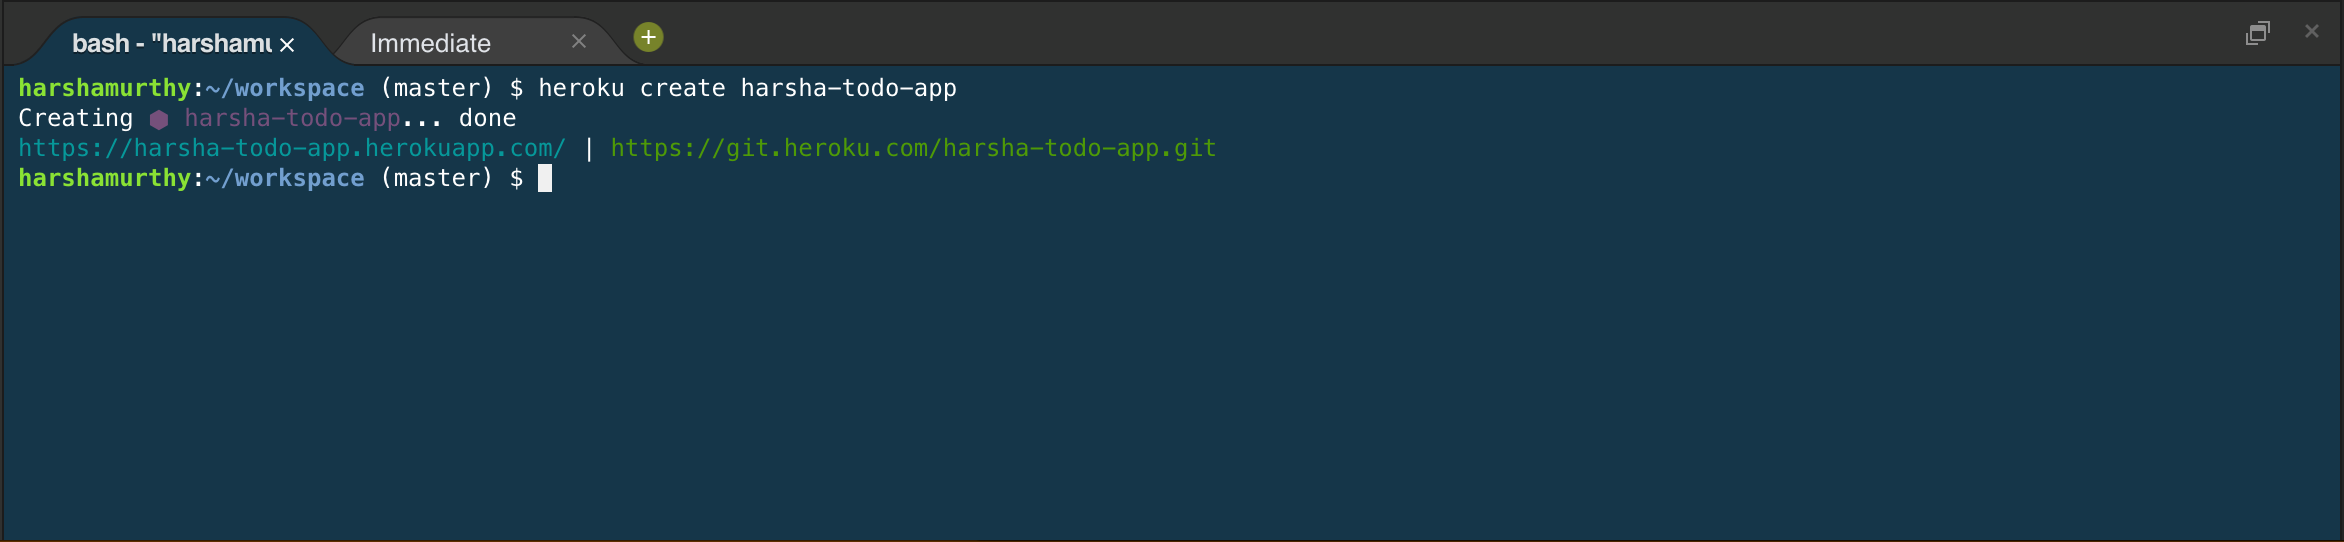 bash - "harshamu
Immediate
harshamurthy:~/workspace (master) $ heroku create harsha-todo-app
Creating ⬢ harsha-todo-app... done
https://harsha-todo-app.herokuapp.com/ | https://git.heroku.com/harsha-todo-app.git
harshamurthy:~/workspace (master) $